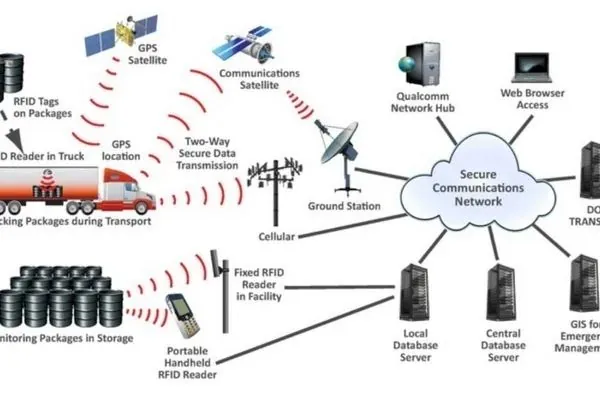 GPS
Satellite
Communications
Satellite
RFID Tags
on Packages
Qualcomm
Network Hub
Web Browser
Access
D Reader in Truck
GPS
location
Two-Way
Secure Data
Transmission
Secure
Communications
Network
Ground Station
DO
TRANS
cking Packages during Transport
Cellular
Fixed RFID
Reader
in Facility
nitoring Packages in Storage
Portable
Handheld
RFID Reader
Local
Database
Server
Central
Database
Server
GIS for
Emerge
Manage